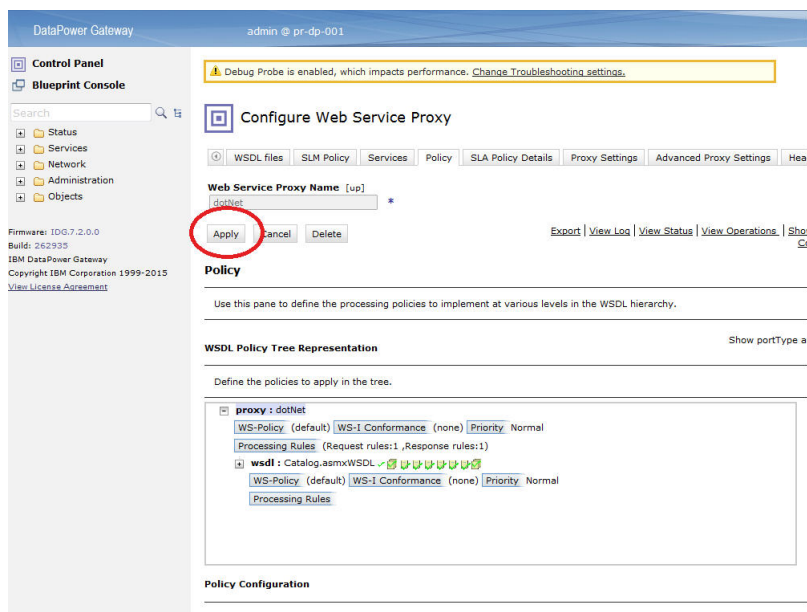 DataPower Gateway
admin @ pr-dp-001
Control Panel
Blueprint Console
Search
Status
Services
Network
Administration
Objects
Firmware: IDG.7.2.0.0
Build: 262935
IBM DataPower Gateway
Copyright IBM Corporation 1999-2015
View License Agreement
Debug Probe is enabled, which impacts performance. Change Troubleshooting settings.
Configure Web Service Proxy
WSDL files SLM Policy Services Policy SLA Policy Details Proxy Settings Advanced Proxy Settings Hea
Web Service Proxy Name [up]
dotNet *
Apply Cancel Delete
Export | View Log | View Status | View Operations | Sho
Co
Policy
Use this pane to define the processing policies to implement at various levels in the WSDL hierarchy.
WSDL Policy Tree Representation
Show portType a
Define the policies to apply in the tree.
proxy : dotNet
WS-Policy (default) WS-I Conformance (none) Priority Normal
Processing Rules (Request rules:1 ,Response rules:1)
wsdl : Catalog.asmxWSDL
WS-Policy (default) WS-I Conformance (none) Priority Normal
Processing Rules
Policy Configuration